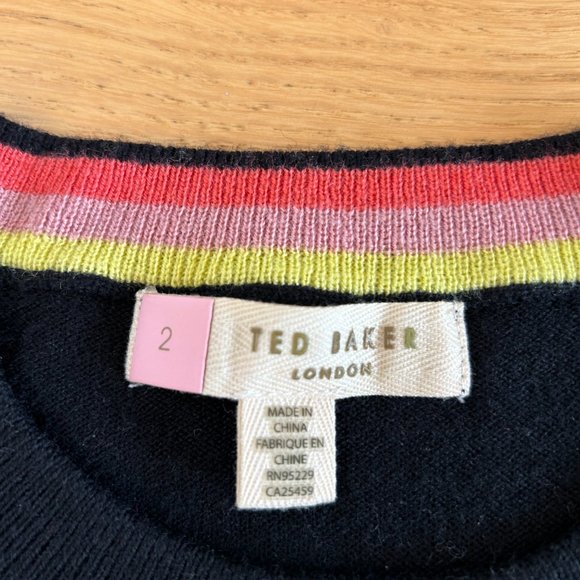 2
TED BAKER
LONDON
MADE IN
CHINA
FABRIQUE EN
CHINE
RN95229
CA25459